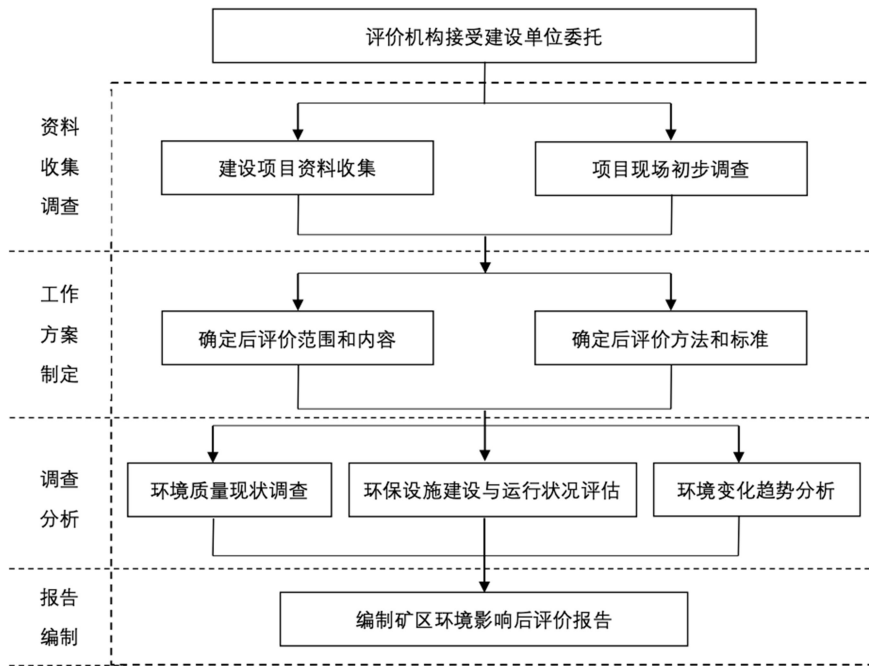 评价机构接受建设单位委托
资料
收集
调查
建设项目资料收集
项目现场初步调查
工作
方案
制定
确定后评价范围和内容
确定后评价方法和标准
调查
分析
环境质量现状调查
环保设施建设与运行状况评估
环境变化趋势分析
报告
编制
编制矿区环境影响后评价报告